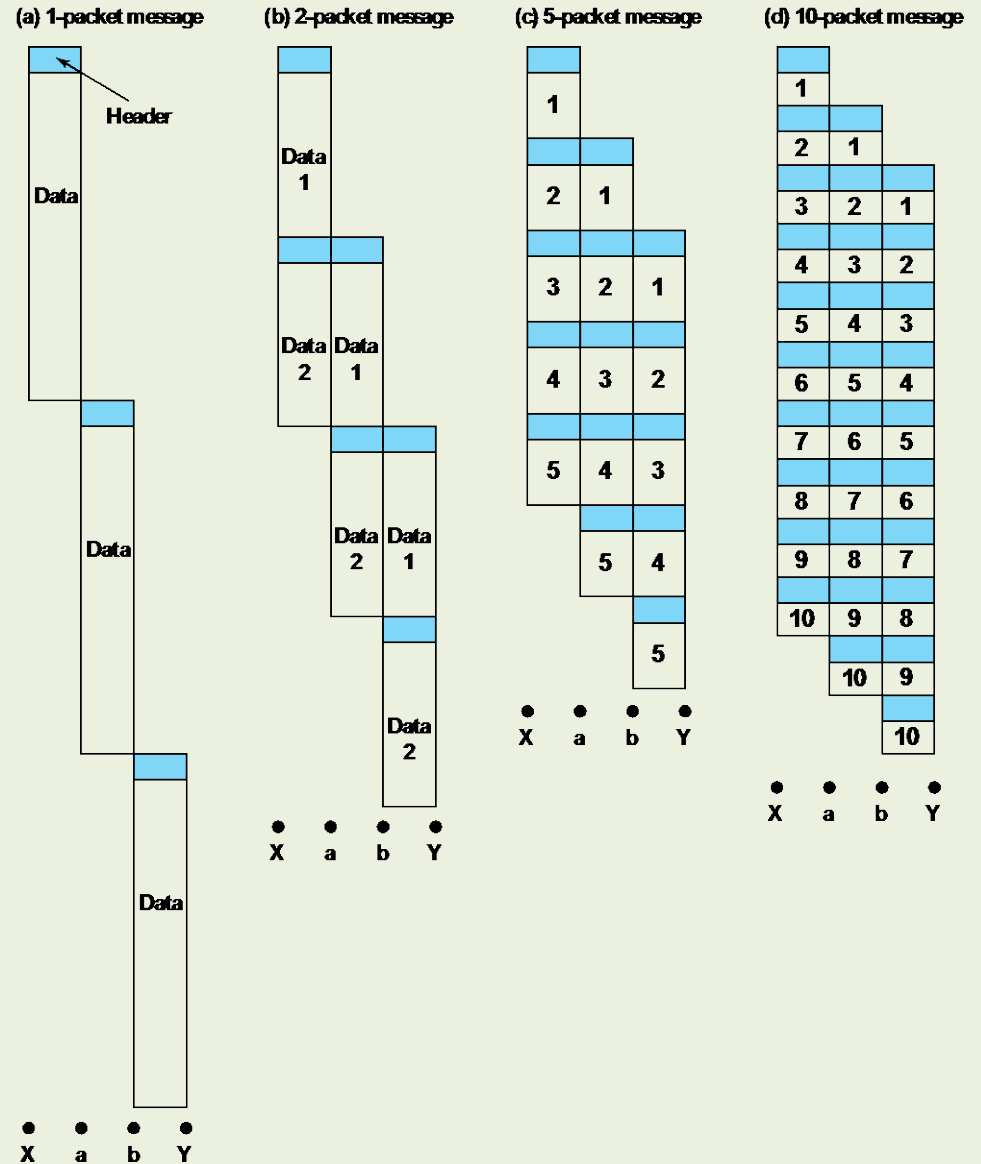 (a) 1-packet message
Header
Data
Data
Data
X a b Y
(b) 2-packet message
Data
1
Data Data
2 1
Data Data
2 1
Data
2
X a b Y
(c) 5-packet message
1
2 1
3 2 1
4 3 2
5 4 3
5 4
5
X a b Y
(d) 10-packet message
1
2 1
3 2 1
4 3 2
5 4 3
6 5 4
7 6 5
8 7 6
9 8 7
10 9 8
10 9
10
X a b Y